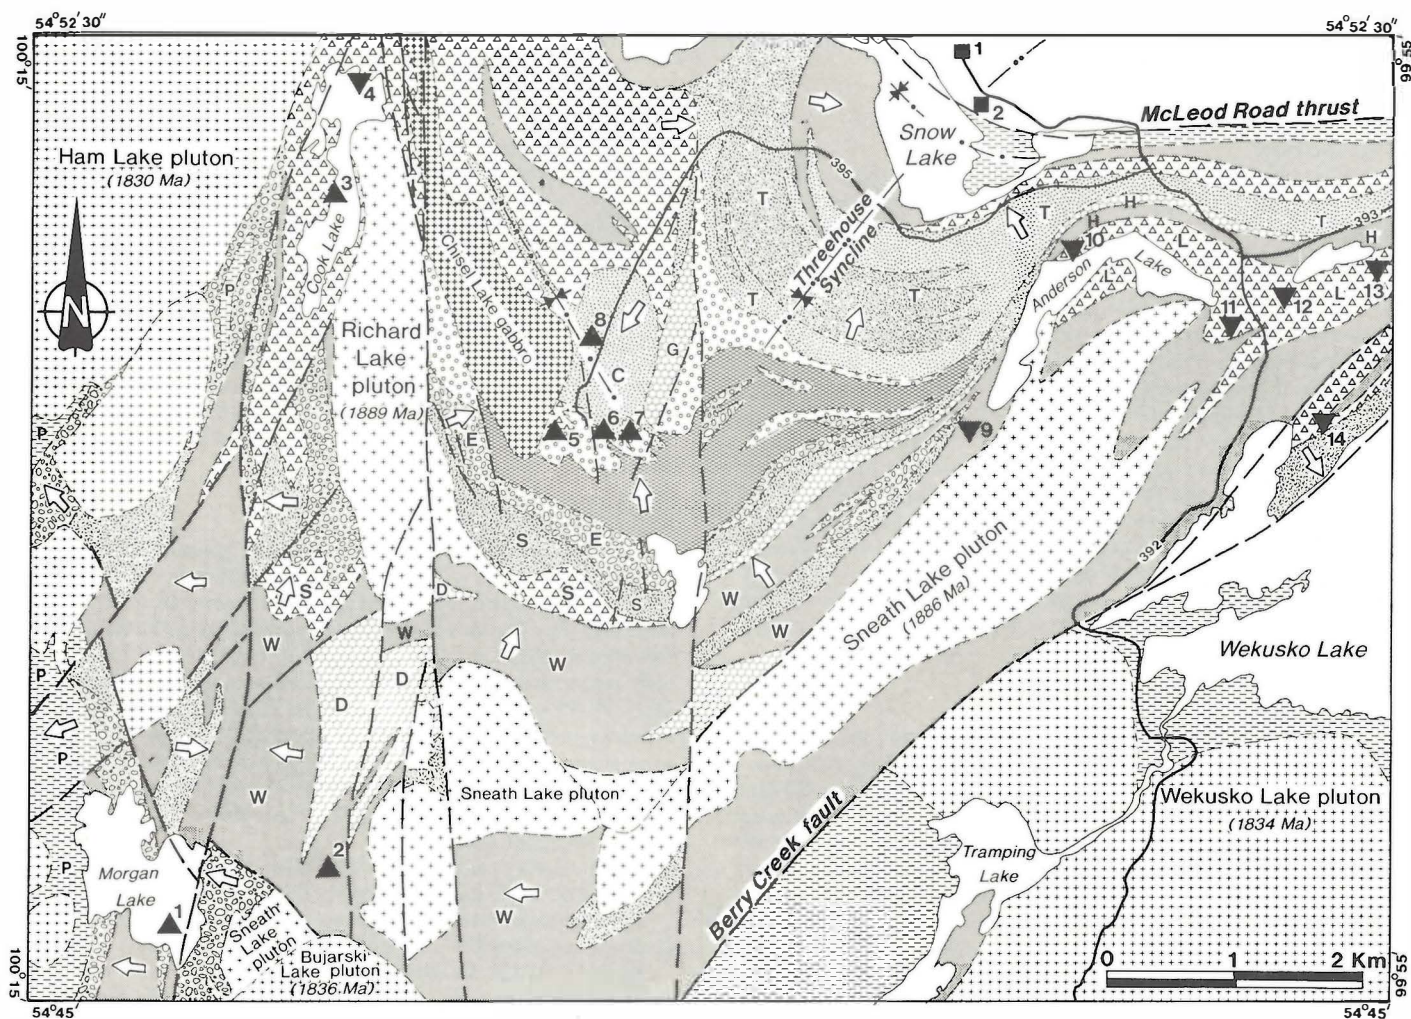 54° 52' 30"
54° 52' 30"
100° 15'
99° 55'
1
2
McLeod Road thrust
Snow
Lake
4
Ham Lake pluton
(1830 Ma)
3
Cook Lake
395
T
Threehouse
Syncline
T
H
H
T
393
H
10
L
Anderson
Lake
L
L
11
12
13
P
N
Richard
Lake
pluton
(1889 Ma)
Chisel Lake gabbro
8
C
G
T
T
5
6
7
E
9
14
P
S
E
S
S
S
D
W
W
W
W
W
D
D
W
W
Sneath Lake pluton
(1886 Ma)
392
Wekusko Lake
P
P
Sneath Lake pluton
Wekusko Lake pluton
(1834 Ma)
Berry Creek fault
Tramping
Lake
P
Morgan
Lake
1
2
W
Sneath
Lake
pluton
Bujarski
Lake pluton
(1836 Ma)
0 1 2 Km
100° 15'
99° 55'
54° 45'
54° 45'